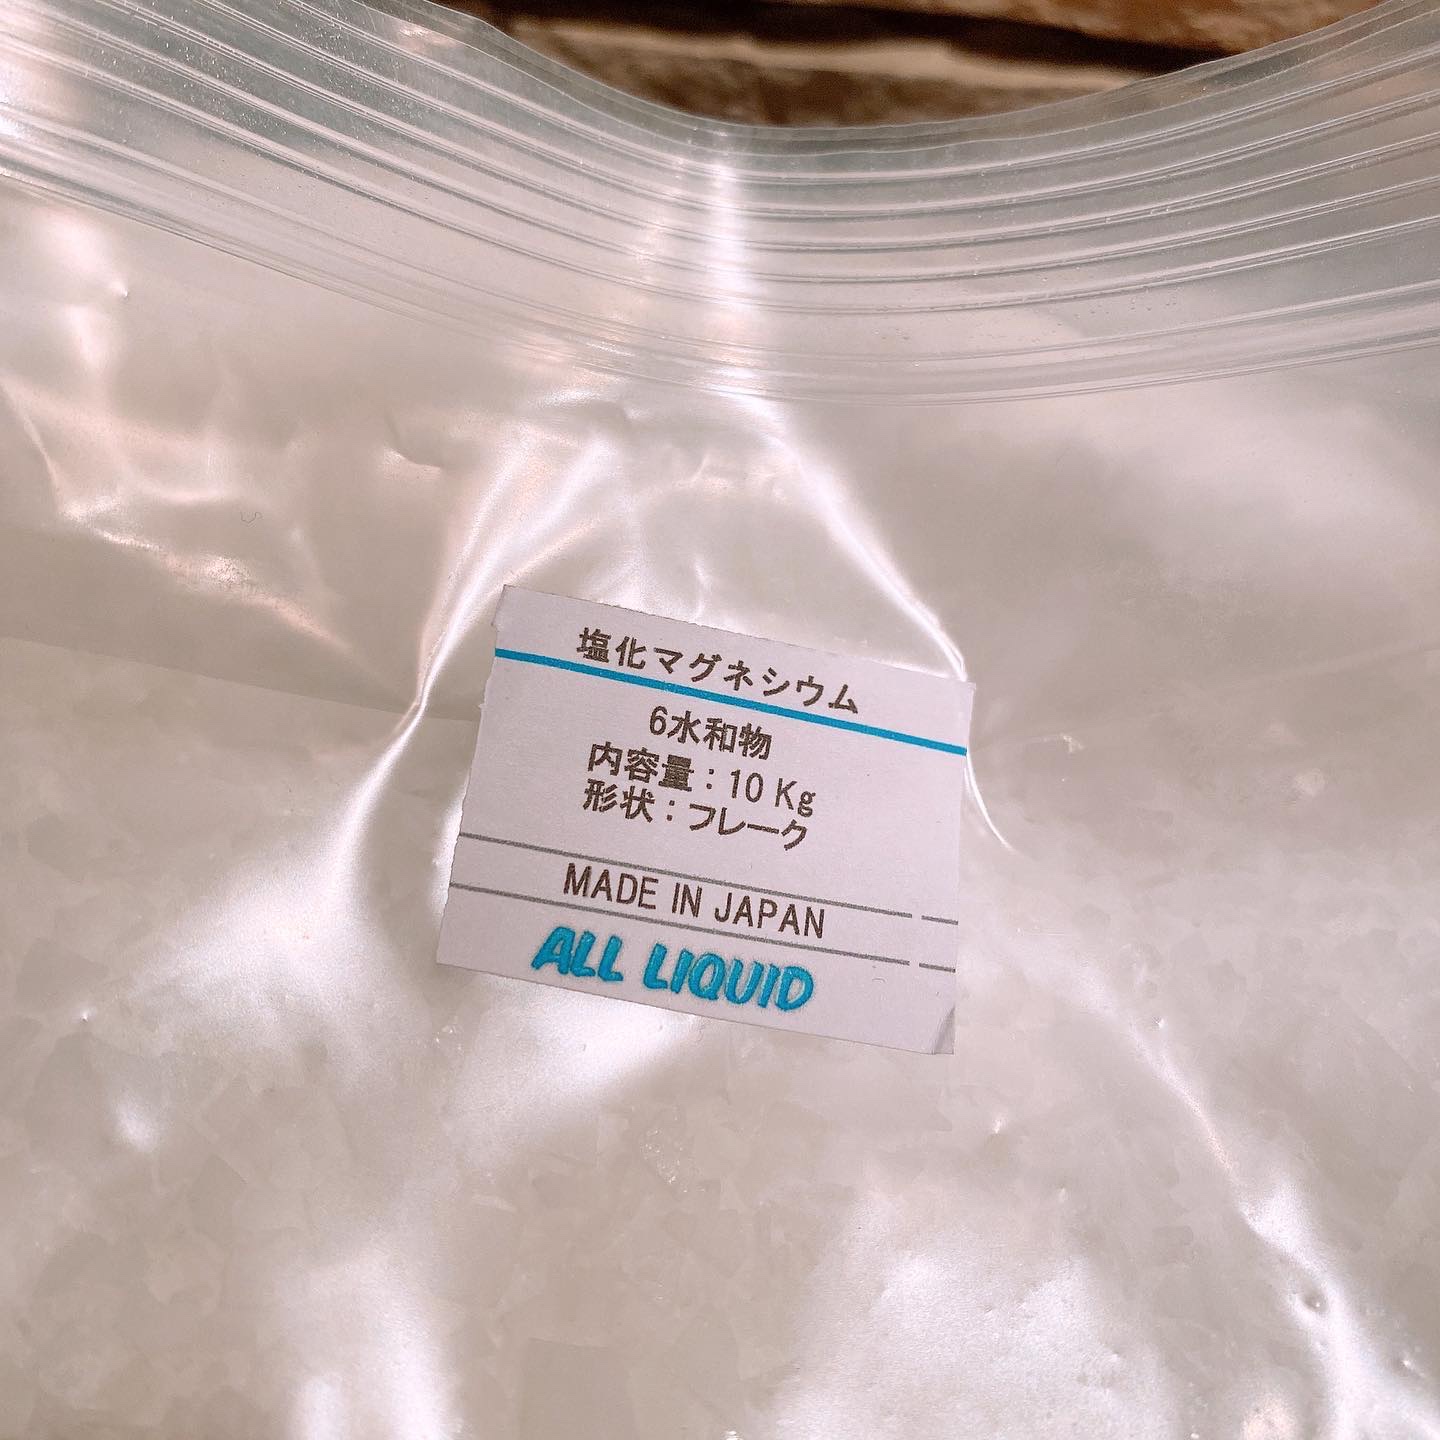 塩化マグネシウム
6水和物
内容量：10 Kg
形状：フレーク
MADE IN JAPAN
ALL LIQUID